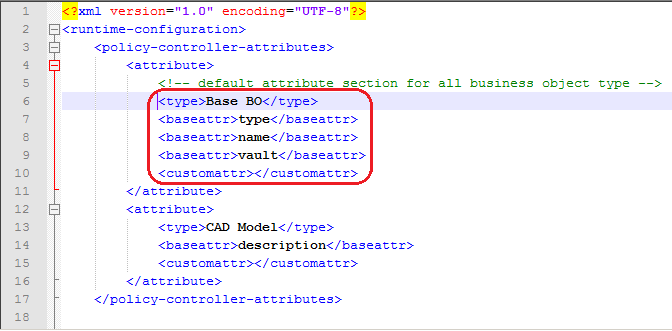 1 <?xml version="1.0" encoding="UTF-8"?>
2 <runtime-configuration>
3 <policy-controller-attributes>
4 <attribute>
5 <!-- default attribute section for all business object type -->
6 <type>Base BO</type>
7 <baseattr>type</baseattr>
8 <baseattr>name</baseattr>
9 <baseattr>vault</baseattr>
10 <customattr></customattr>
11 </attribute>
12 <attribute>
13 <type>CAD Model</type>
14 <baseattr>description</baseattr>
15 <customattr></customattr>
16 </attribute>
17 </policy-controller-attributes>
18